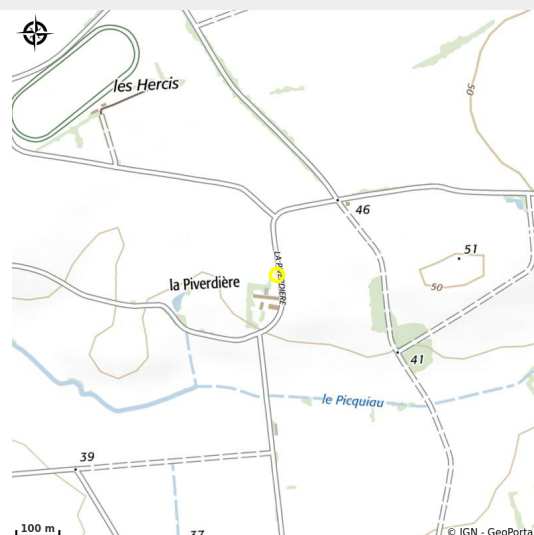 les Hercis
50
46
51
LA PIVERDIERE
la Piverdière
50
41
le Picquiau
39
37
100 m
© IGN - GeoPorta